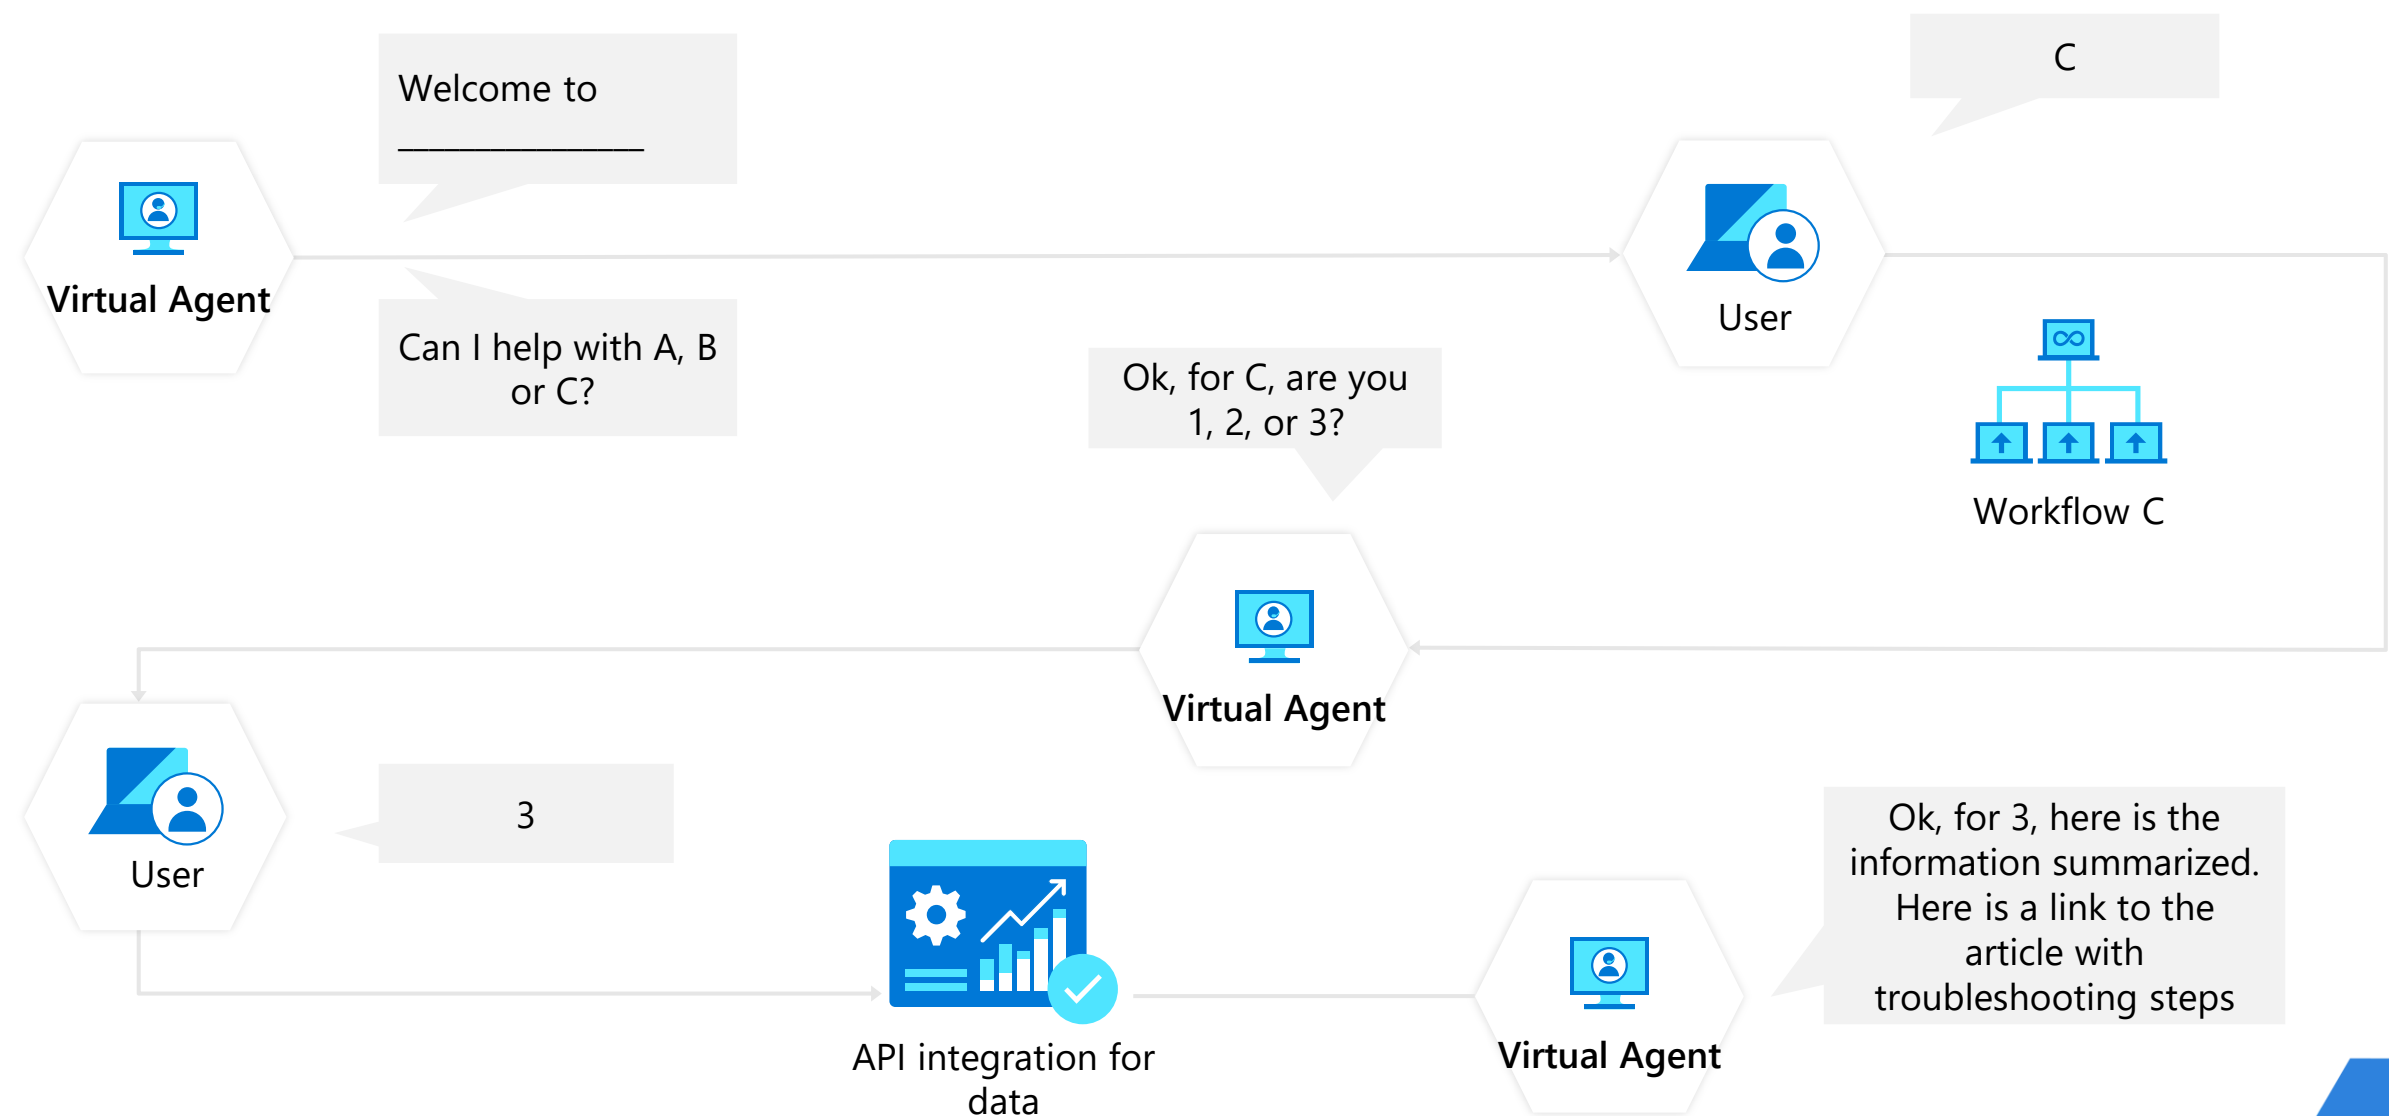 Welcome to
________________
C
Virtual Agent
Can I help with A, B
or C?
User
Ok, for C, are you
1, 2, or 3?
Workflow C
Virtual Agent
User
3
Ok, for 3, here is the
information summarized.
Here is a link to the
article with
troubleshooting steps
API integration for
data
Virtual Agent